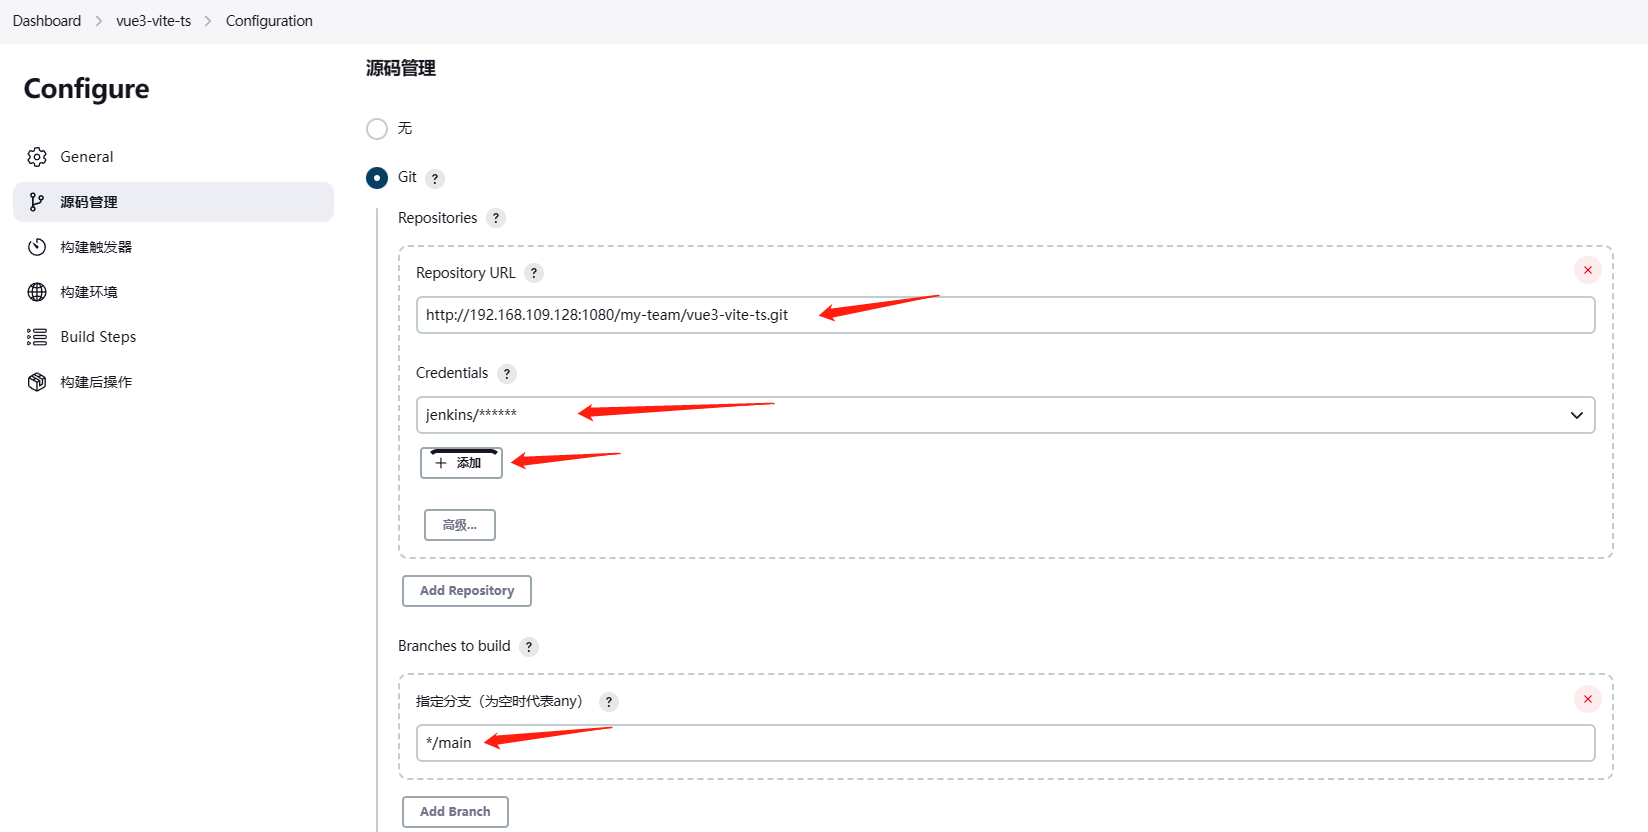 Dashboard > vue3-vite-ts > Configuration
Configure
General
源码管理
构建触发器
构建环境
Build Steps
构建后操作
源码管理
无
Git ?
Repositories ?
Repository URL ?
http://192.168.109.128:1080/my-team/vue3-vite-ts.git
Credentials ?
jenkins/******
+ 添加
高级...
Add Repository
Branches to build ?
指定分支（为空时代表any） ?
*/main
Add Branch